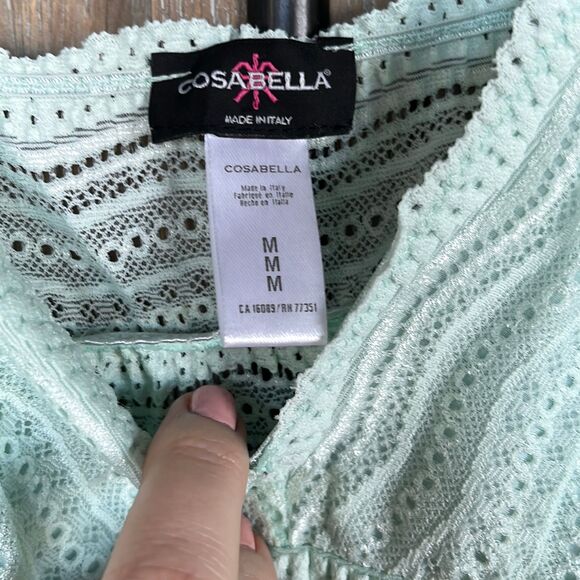 COSABELLA®
MADE IN ITALY
COSABELLA
Made in Italy
Fabriqué en Italie
Hecho en Italia
M
M
M
CA 16089/RN 77351